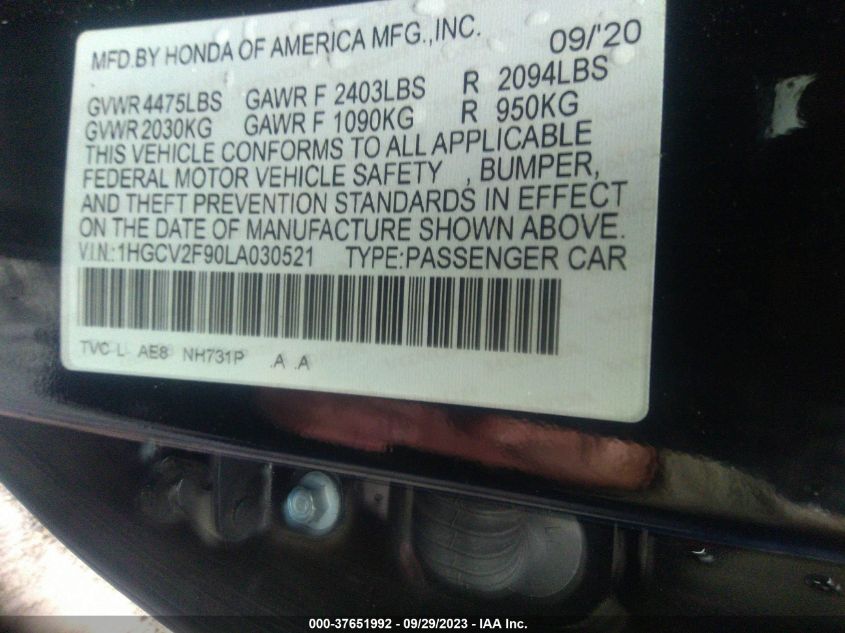 MFD.BY HONDA OF AMERICA MFG.,INC. 09/'20
GVWR 4475LBS GAWR F 2403LBS R 2094LBS
GVWR 2030KG GAWR F 1090KG R 950KG
THIS VEHICLE CONFORMS TO ALL APPLICABLE
FEDERAL MOTOR VEHICLE SAFETY , BUMPER,
AND THEFT PREVENTION STANDARDS IN EFFECT
ON THE DATE OF MANUFACTURE SHOWN ABOVE.
V.I.N.:1HGCV2F90LA030521 TYPE:PASSENGER CAR
TVC L AE8 NH731P .A .A
000-37651992 - 09/29/2023 - IAA Inc.